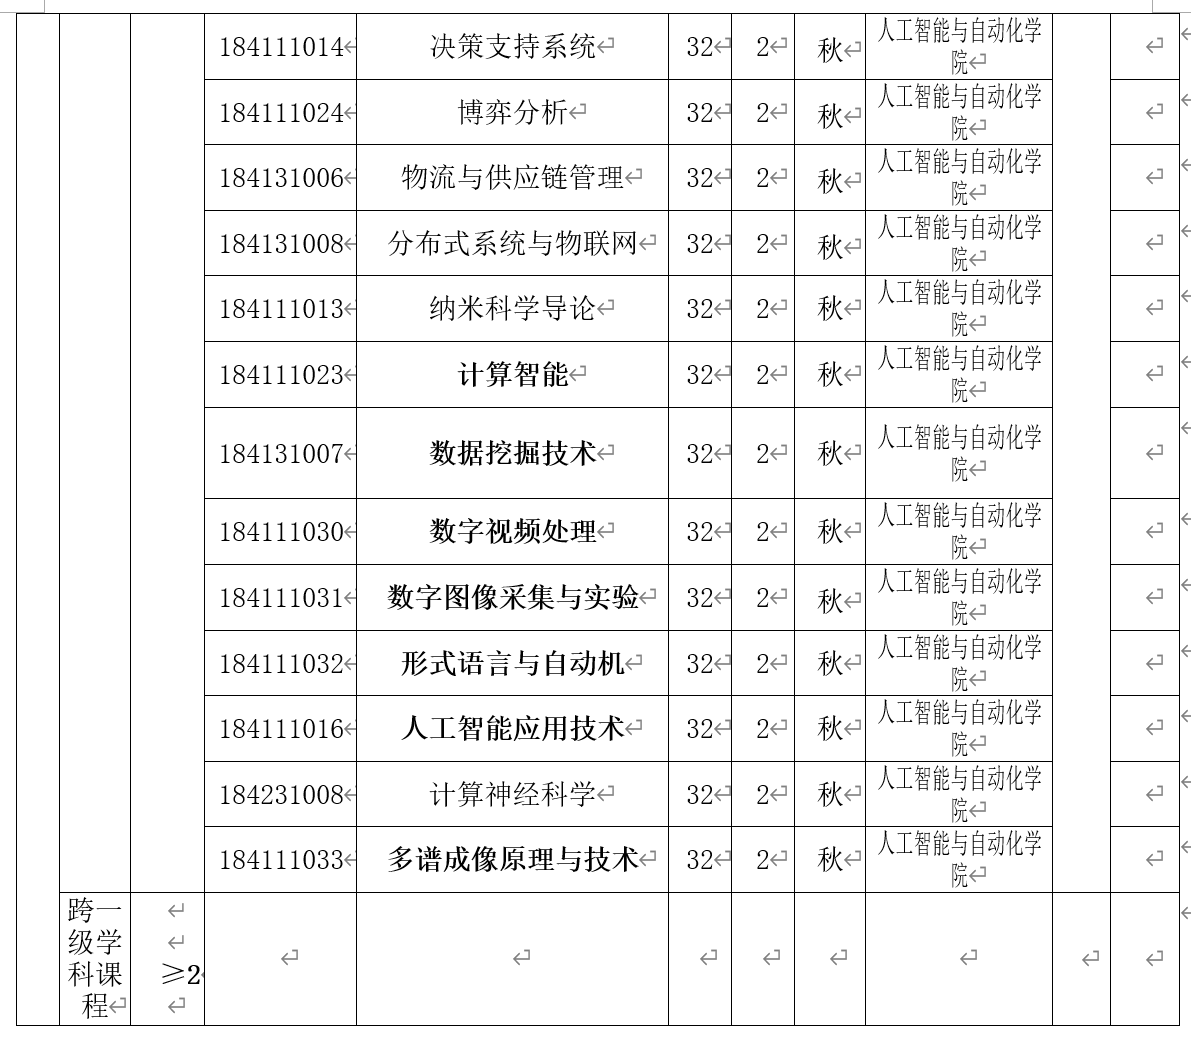 184111014 决策支持系统 32 2 秋 人工智能与自动化学
院
184111024 博弈分析 32 2 秋 人工智能与自动化学
院
184131006 物流与供应链管理 32 2 秋 人工智能与自动化学
院
184131008 分布式系统与物联网 32 2 秋 人工智能与自动化学
院
184111013 纳米科学导论 32 2 秋 人工智能与自动化学
院
184111023 计算智能 32 2 秋 人工智能与自动化学
院
184131007 数据挖掘技术 32 2 秋 人工智能与自动化学
院
184111030 数字视频处理 32 2 秋 人工智能与自动化学
院
184111031 数字图像采集与实验 32 2 秋 人工智能与自动化学
院
184111032 形式语言与自动机 32 2 秋 人工智能与自动化学
院
184111016 人工智能应用技术 32 2 秋 人工智能与自动化学
院
184231008 计算神经科学 32 2 秋 人工智能与自动化学
院
184111033 多谱成像原理与技术 32 2 秋 人工智能与自动化学
院
跨一
级学
科课
程
≥2